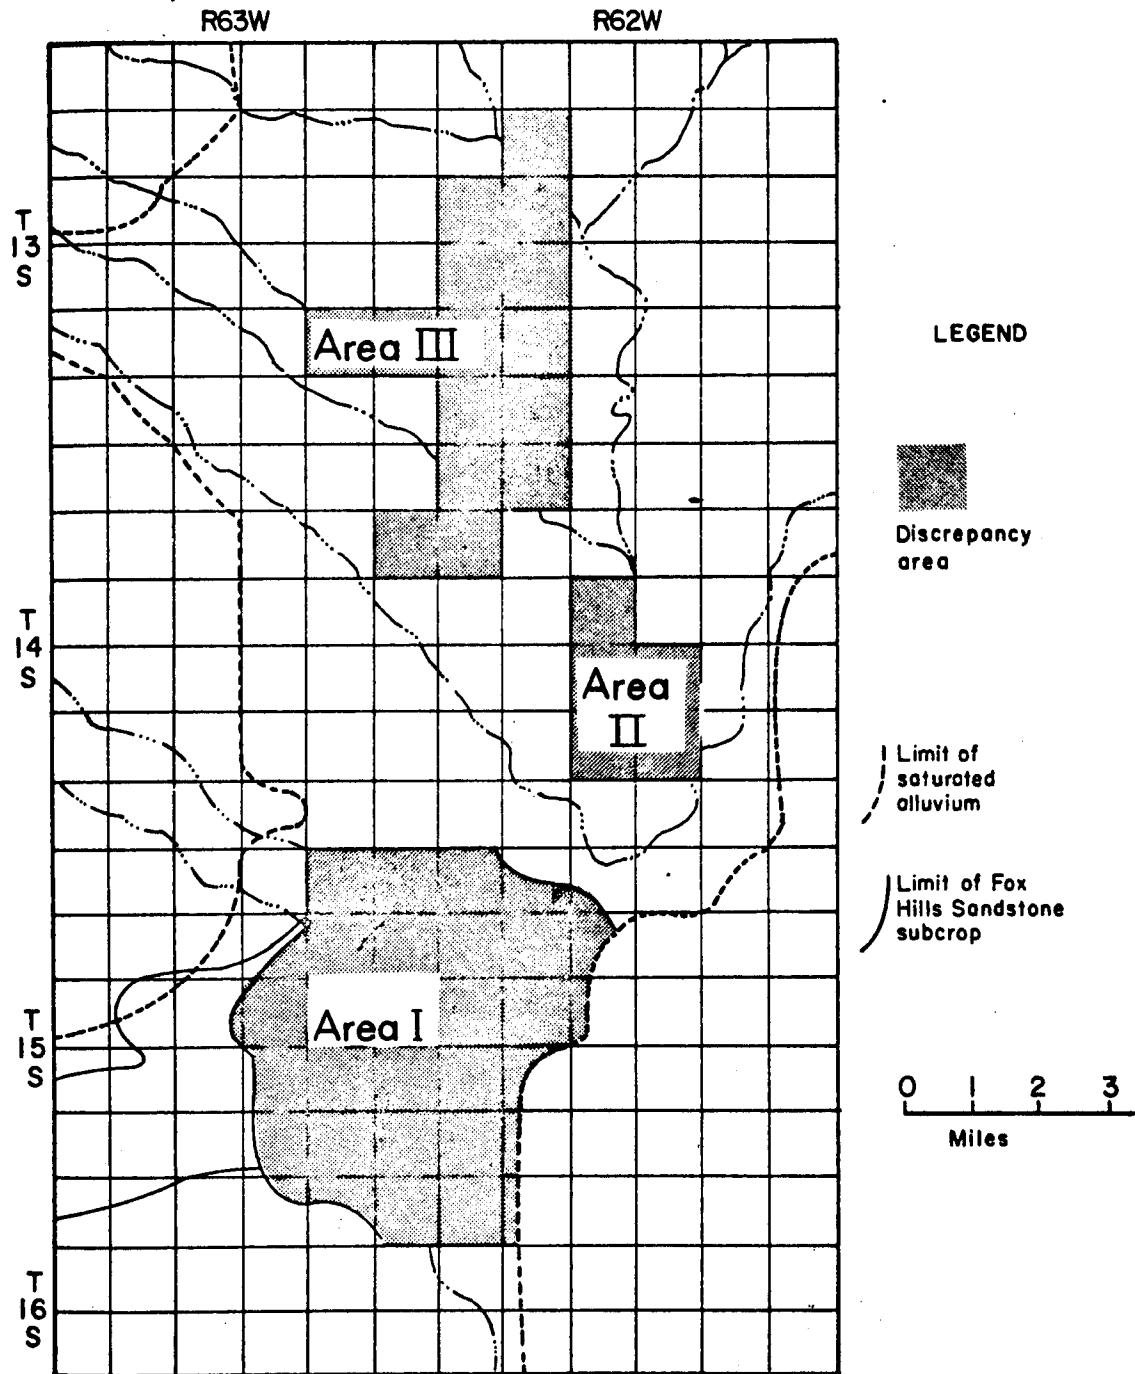 R63W R62W
T
13
S
Area III
T
14
S
Area
II
T
15
S
Area I
T
16
S
LEGEND
Discrepancy
area
Limit of
saturated
alluvium
Limit of Fox
Hills Sandstone
subcrop
0 1 2 3
Miles